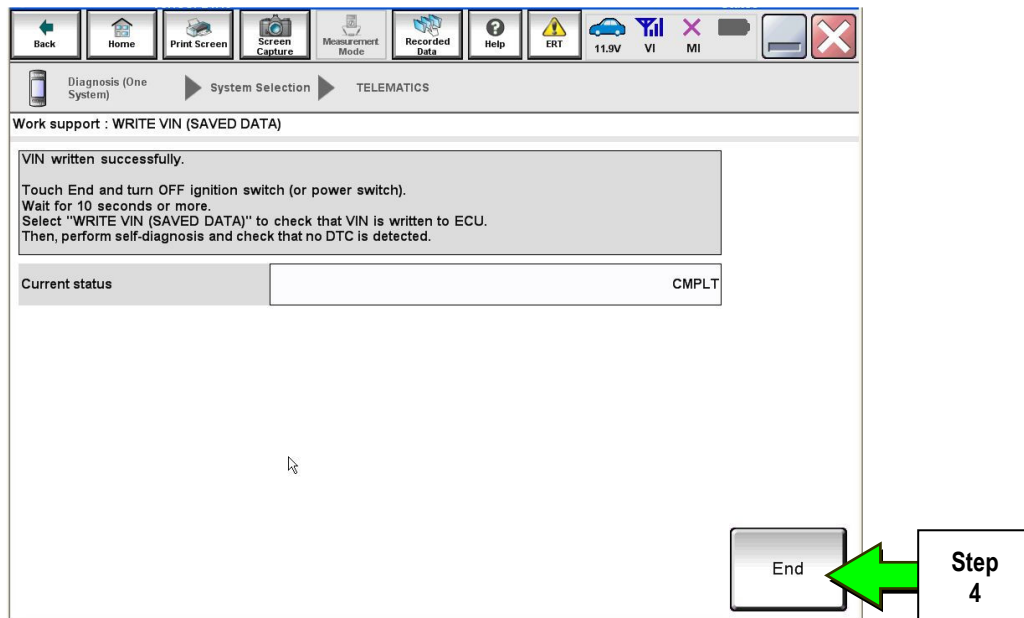 Back
Home
Print Screen
Screen Capture
Measurement Mode
Recorded Data
Help
ERT
11.9V
VI
MI
Diagnosis (One System)
System Selection
TELEMATICS
Work support : WRITE VIN (SAVED DATA)
VIN written successfully.
Touch End and turn OFF ignition switch (or power switch).
Wait for 10 seconds or more.
Select "WRITE VIN (SAVED DATA)" to check that VIN is written to ECU.
Then, perform self-diagnosis and check that no DTC is detected.
Current status
CMPLT
End
Step
4